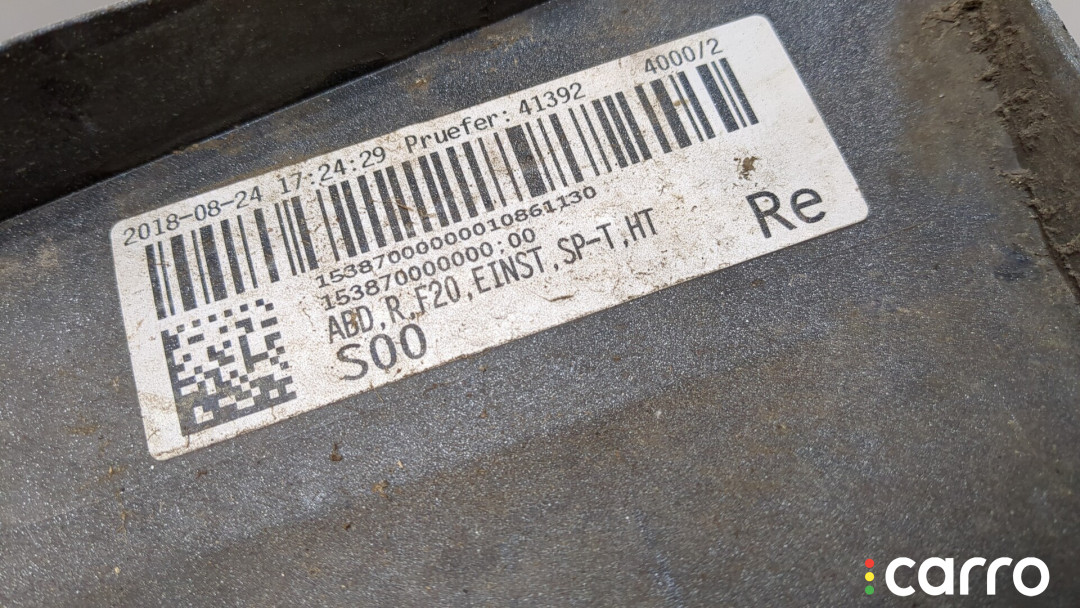 2018-08-24 17:24:29 Pruefer: 41392 4000/2
1538700000010861130
153870000000:00
ABD,R,F20,EINST,SP-T,HT
S00
Re
carro